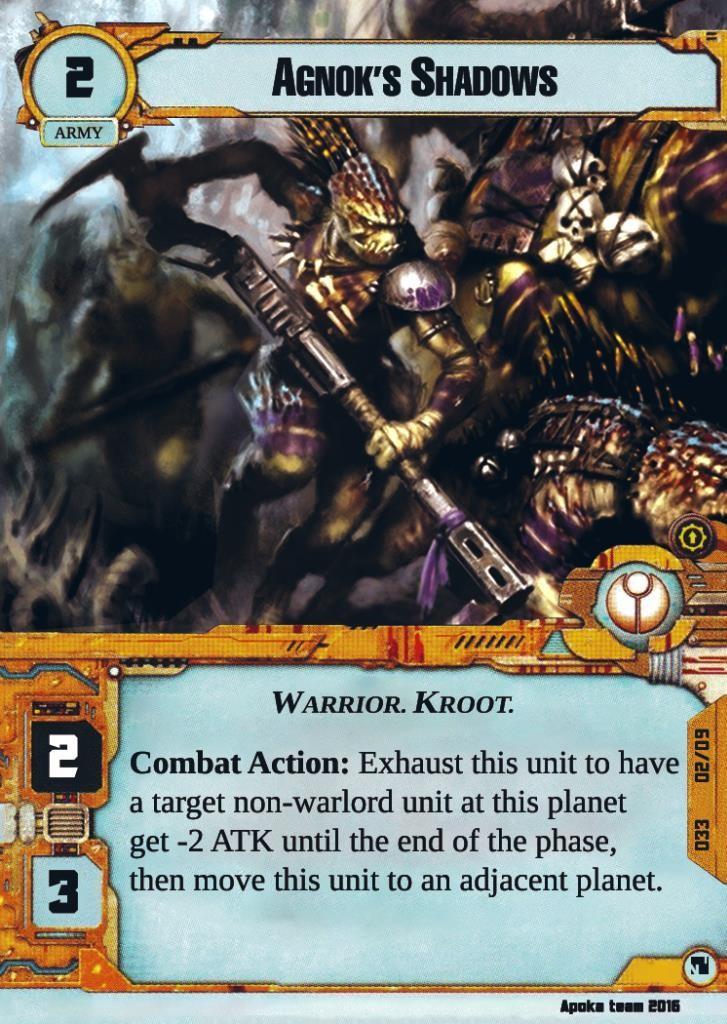 2
AGNOK'S SHADOWS
ARMY
WARRIOR. KROOT.
2
3
Combat Action: Exhaust this unit to have
a target non-warlord unit at this planet
get -2 ATK until the end of the phase,
then move this unit to an adjacent planet.
033 02/09
Apoka team 2016